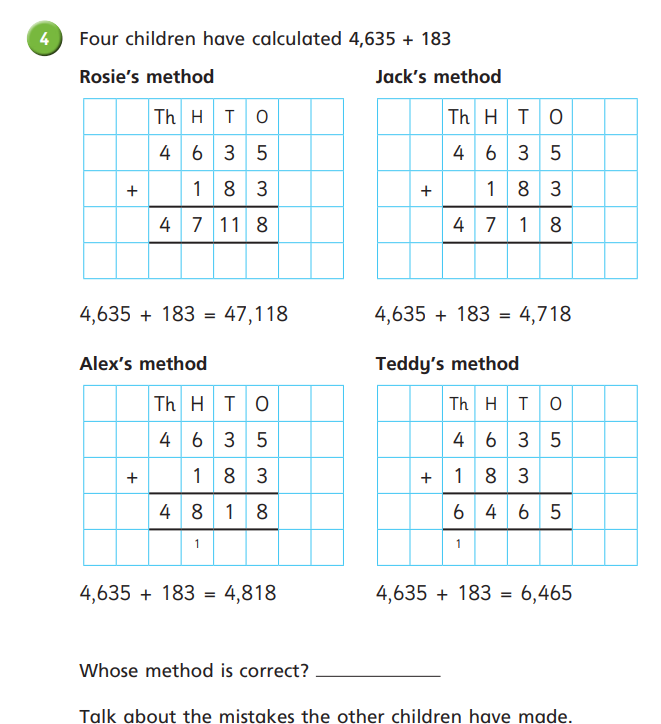 4 Four children have calculated 4,635 + 183
Rosie's method Jack's method
Th H T O Th H T O
4 6 3 5 4 6 3 5
+ 1 8 3 + 1 8 3
4 7 11 8 4 7 1 8
4,635 + 183 = 47,118 4,635 + 183 = 4,718
Alex's method Teddy's method
Th H T O Th H T O
4 6 3 5 4 6 3 5
+ 1 8 3 + 1 8 3
4 8 1 8 6 4 6 5
1 1
4,635 + 183 = 4,818 4,635 + 183 = 6,465
Whose method is correct?
Talk about the mistakes the other children have made.